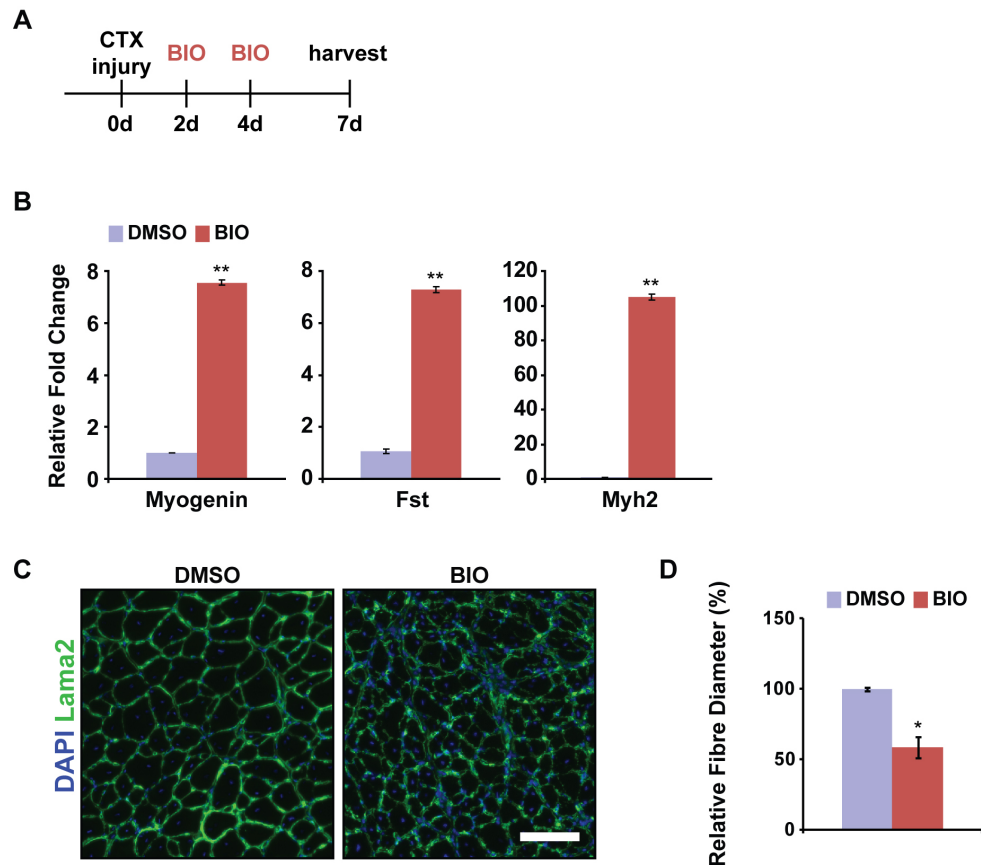 A
CTX
injury
BIO
BIO
harvest
0d
2d
4d
7d
B
DMSO
BIO
Relative Fold Change
8
6
4
2
0
**
Myogenin
8
6
4
2
0
**
Fst
120
100
80
60
40
20
0
**
Myh2
C
DMSO
BIO
DAPI Lama2
D
DMSO
BIO
Relative Fibre Diameter (%)
150
100
50
0
*